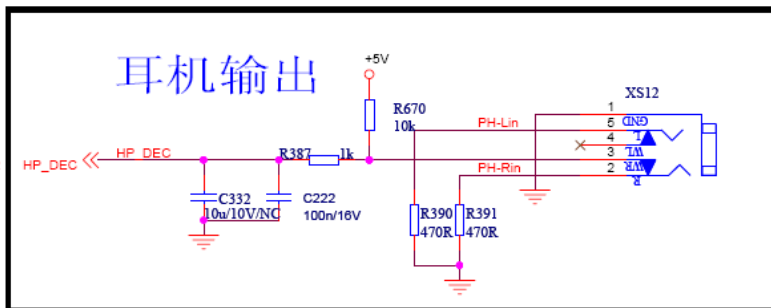 耳机输出
+5V
R670
10k
XS12
1
GND
5
L
4
WL
3
WR
2
R
PH-Lin
PH-Rin
HP_DEC
HP_DEC
R387
1k
C332
10u/10V/NC
C222
100n/16V
R390
470R
R391
470R